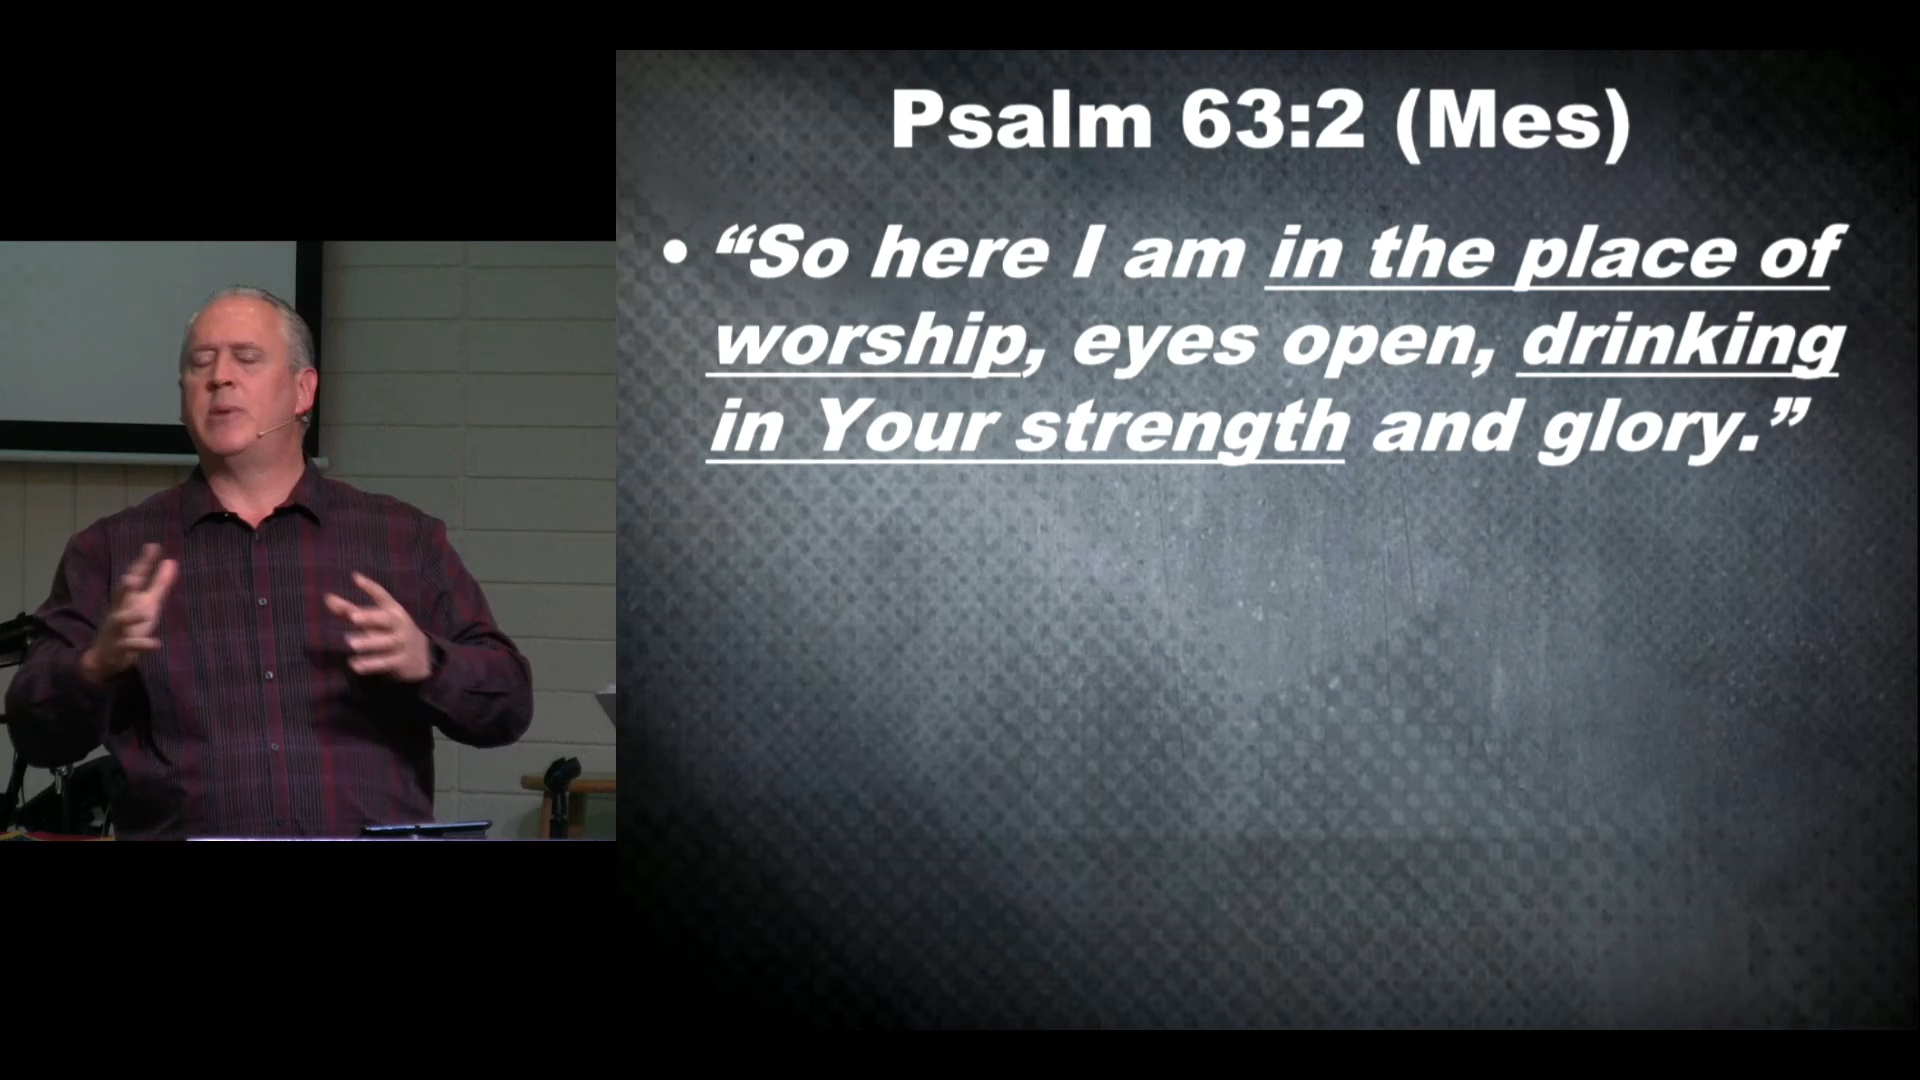 Psalm 63:2 (Mes)
• “So here I am in the place of
worship, eyes open, drinking
in Your strength and glory.”